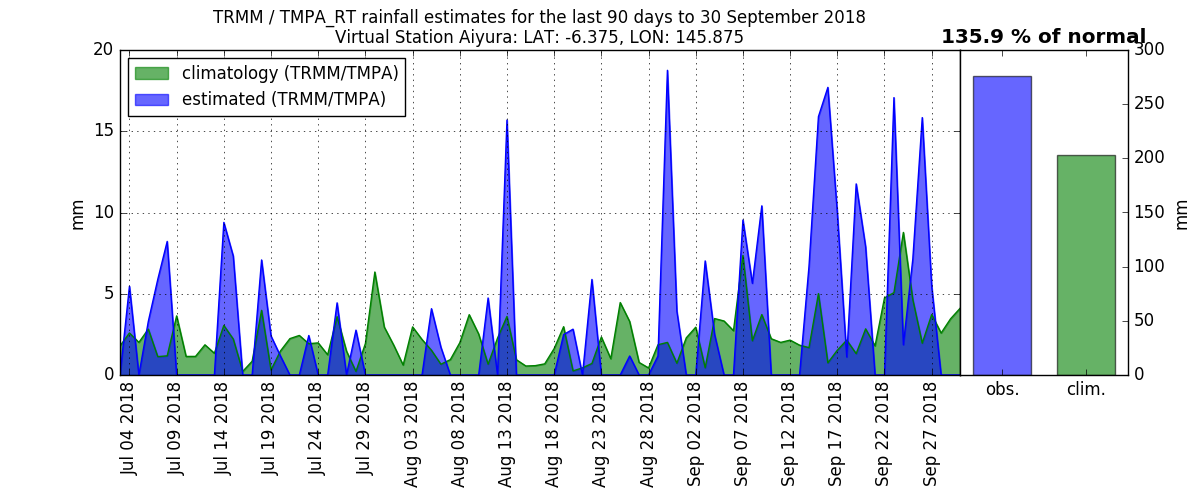 TRMM / TMPA_RT rainfall estimates for the last 90 days to 30 September 2018
Virtual Station Aiyura: LAT: -6.375, LON: 145.875
135.9 % of normal
climatology (TRMM/TMPA)
estimated (TRMM/TMPA)
20
15
10
5
0
mm
300
250
200
150
100
50
0
mm
Jul 04 2018
Jul 09 2018
Jul 14 2018
Jul 19 2018
Jul 24 2018
Jul 29 2018
Aug 03 2018
Aug 08 2018
Aug 13 2018
Aug 18 2018
Aug 23 2018
Aug 28 2018
Sep 02 2018
Sep 07 2018
Sep 12 2018
Sep 17 2018
Sep 22 2018
Sep 27 2018
obs.
clim.